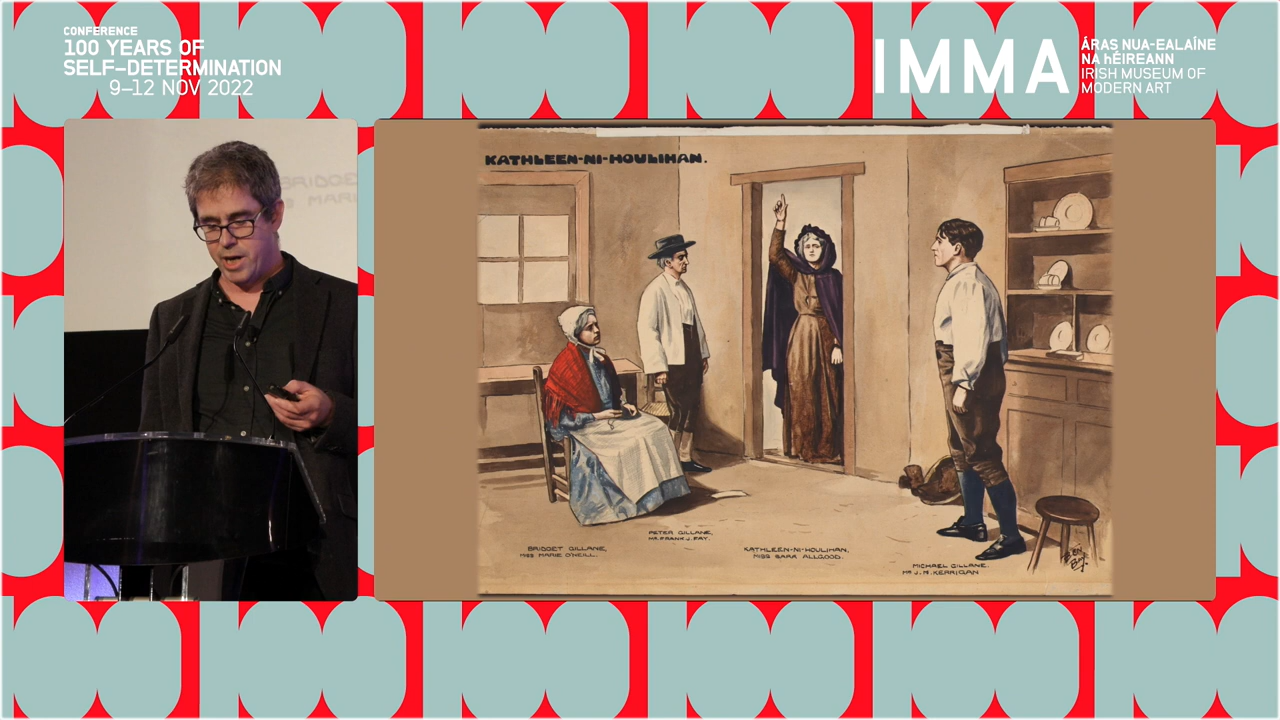 CONFERENCE
100 YEARS OF
SELF–DETERMINATION
9–12 NOV 2022
IMMA
ÁRAS NUA-EALAÍNE
NA hÉIREANN
IRISH MUSEUM OF
MODERN ART
BRIDGE
MARI
KATHLEEN-NI-HOULIHAN.
BRIDGET GILLANE,
MISS MARIE O'NEILL.
PETER GILLANE,
MR. FRANK J. FAY.
KATHLEEN-NI-HOULIHAN,
MISS SARA ALLGOOD.
MICHAEL GILLANE.
MR J. M. KERRIGAN